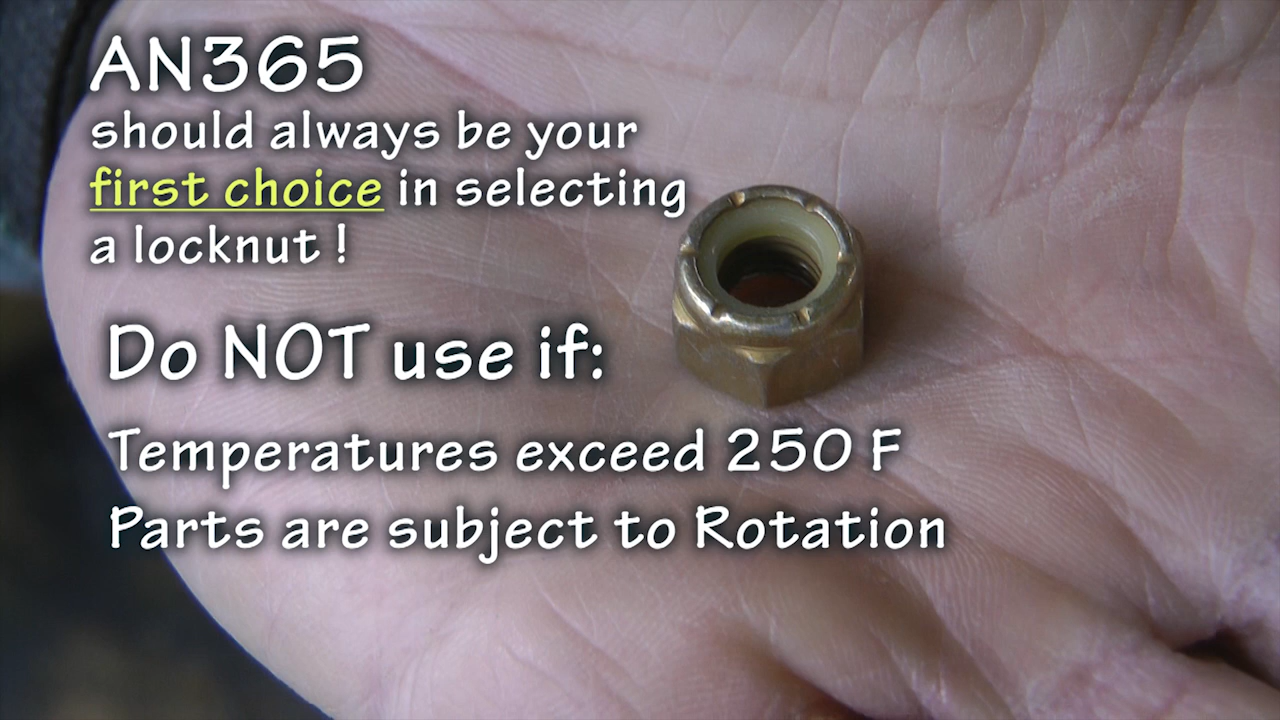 AN365
should always be your
first choice in selecting
a locknut !
Do NOT use if:
Temperatures exceed 250 F
Parts are subject to Rotation